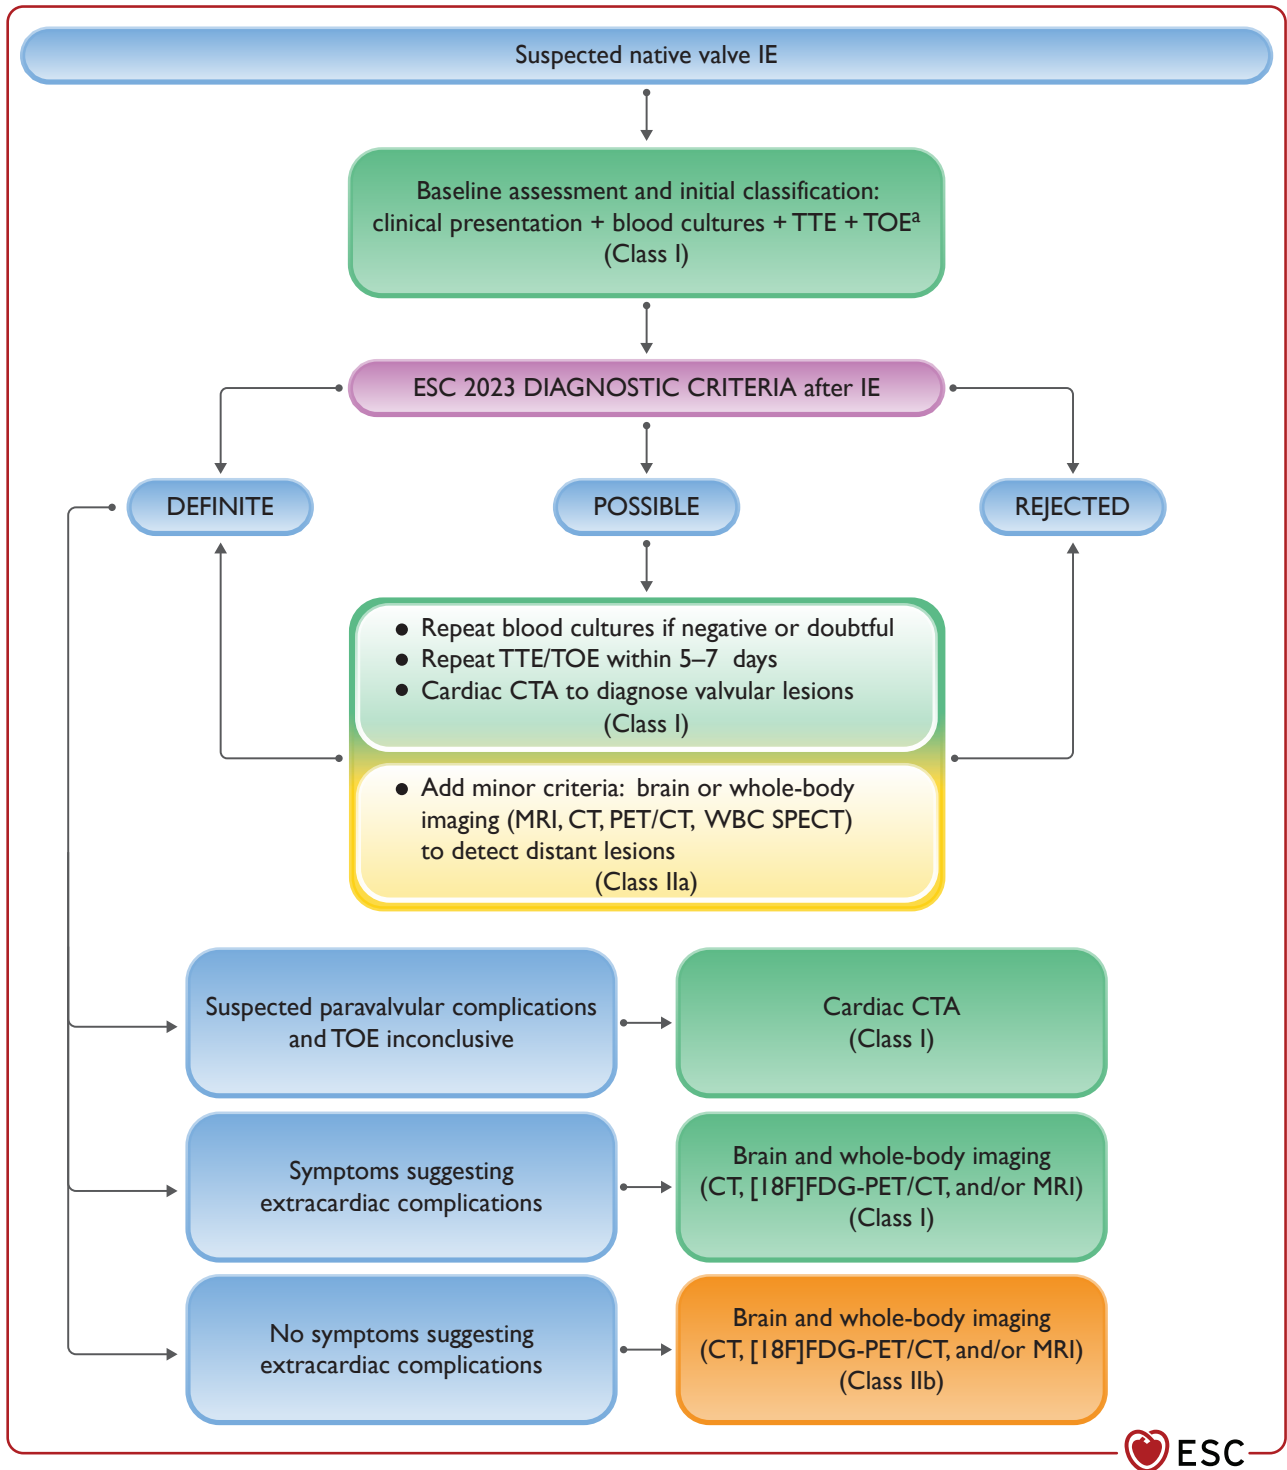 Suspected native valve IE
Baseline assessment and initial classification:
clinical presentation + blood cultures + TTE + TOEᵃ
(Class I)
ESC 2023 DIAGNOSTIC CRITERIA after IE
DEFINITE
POSSIBLE
REJECTED
• Repeat blood cultures if negative or doubtful
• Repeat TTE/TOE within 5–7 days
• Cardiac CTA to diagnose valvular lesions
(Class I)
• Add minor criteria: brain or whole-body
imaging (MRI, CT, PET/CT, WBC SPECT)
to detect distant lesions
(Class IIa)
Suspected paravalvular complications
and TOE inconclusive
Cardiac CTA
(Class I)
Symptoms suggesting
extracardiac complications
Brain and whole-body imaging
(CT, [18F]FDG-PET/CT, and/or MRI)
(Class I)
No symptoms suggesting
extracardiac complications
Brain and whole-body imaging
(CT, [18F]FDG-PET/CT, and/or MRI)
(Class IIb)
ESC